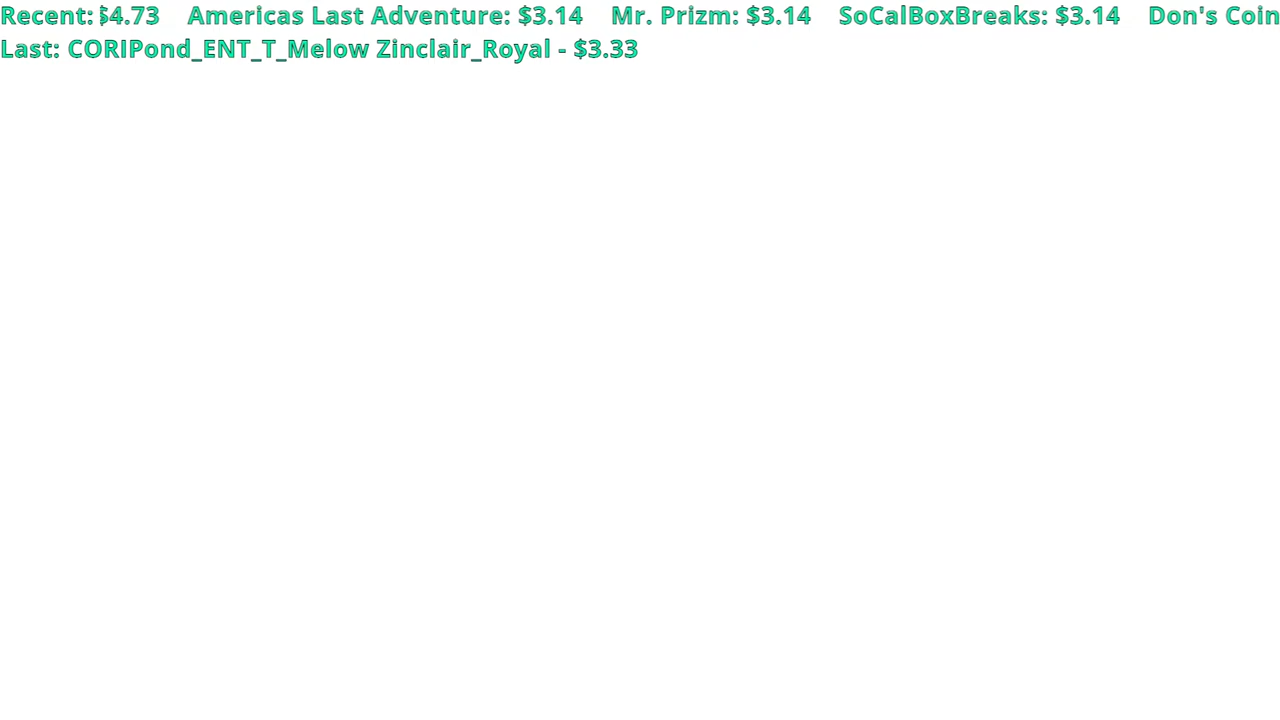 Recent: $4.73 Americas Last Adventure: $3.14 Mr. Prizm: $3.14 SoCalBoxBreaks: $3.14 Don's Coin
Last: CORIPond_ENT_T_Melow Zinclair_Royal - $3.33